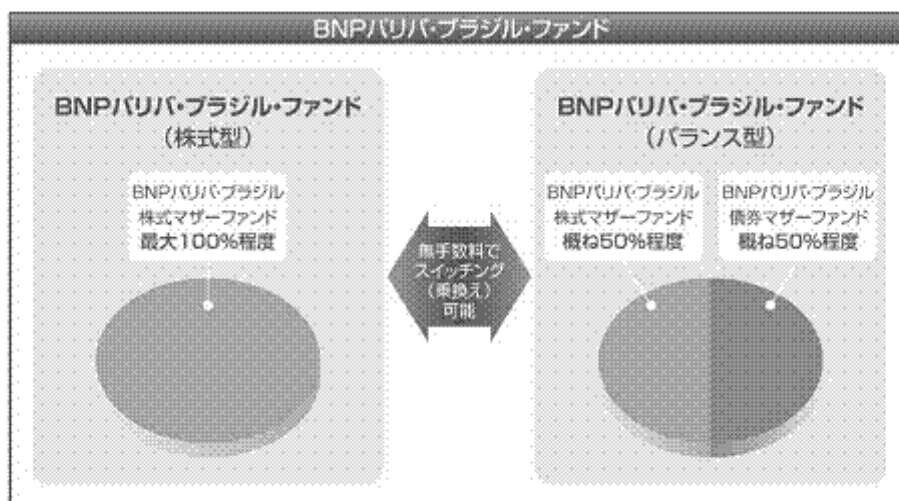 BNPパリバ・ブラジル・ファンド
BNPパリバ・ブラジル・ファンド
（株式型）
BNPパリバ・ブラジル
株式マザーファンド
最大100%程度
無手数料で
スイッチング
（乗換え）
可能
BNPパリバ・ブラジル・ファンド
（バランス型）
BNPパリバ・ブラジル
株式マザーファンド
概ね50%程度
BNPパリバ・ブラジル
債券マザーファンド
概ね50%程度